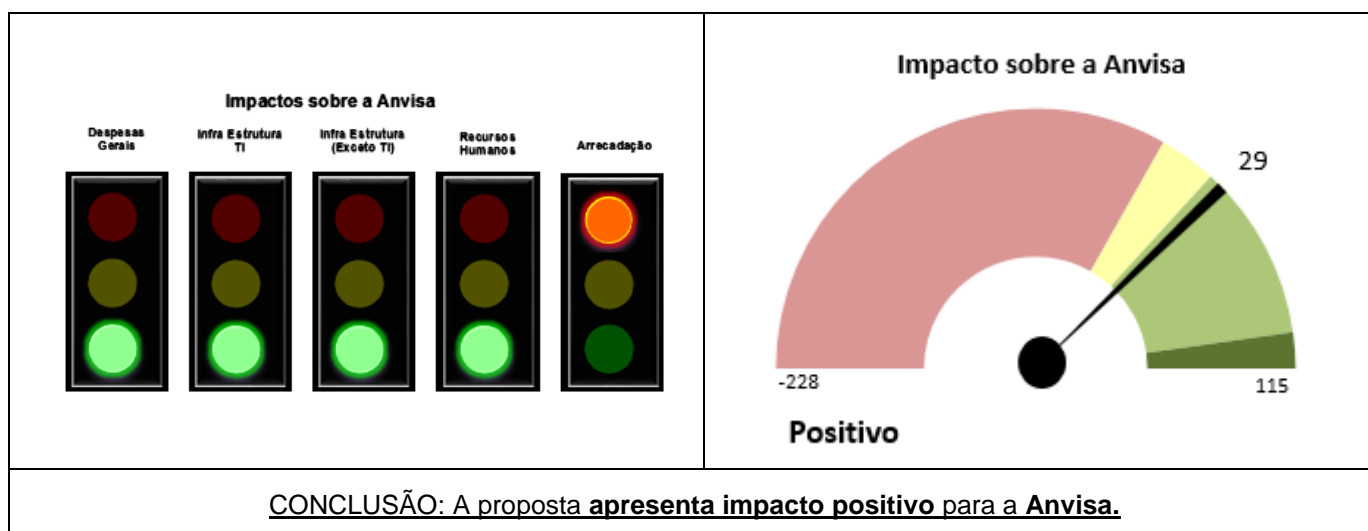 Impactos sobre a Anvisa
Despesas
Gerais
Infra Estrutura
TI
Infra Estrutura
(Exceto TI)
Recursos
Humanos
Arrecadação
Impacto sobre a Anvisa
29
-228
115
Positivo
CONCLUSÃO: A proposta apresenta impacto positivo para a Anvisa.